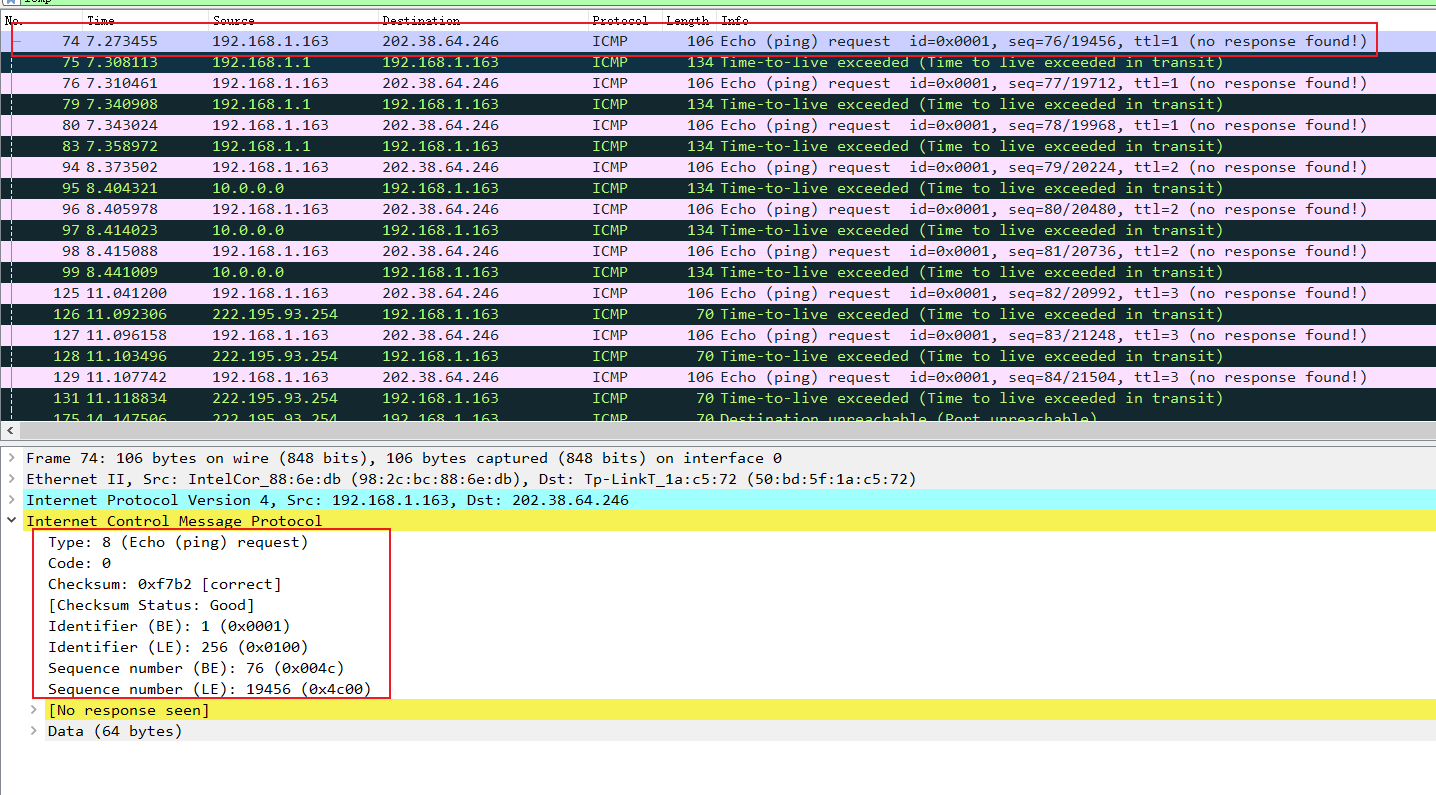 icmp
No. Time Source Destination Protocol Length Info
74 7.273455 192.168.1.163 202.38.64.246 ICMP 106 Echo (ping) request id=0x0001, seq=76/19456, ttl=1 (no response found!)
75 7.308113 192.168.1.1 192.168.1.163 ICMP 134 Time-to-live exceeded (Time to live exceeded in transit)
76 7.310461 192.168.1.163 202.38.64.246 ICMP 106 Echo (ping) request id=0x0001, seq=77/19712, ttl=1 (no response found!)
79 7.340908 192.168.1.1 192.168.1.163 ICMP 134 Time-to-live exceeded (Time to live exceeded in transit)
80 7.343024 192.168.1.163 202.38.64.246 ICMP 106 Echo (ping) request id=0x0001, seq=78/19968, ttl=1 (no response found!)
83 7.358972 192.168.1.1 192.168.1.163 ICMP 134 Time-to-live exceeded (Time to live exceeded in transit)
94 8.373502 192.168.1.163 202.38.64.246 ICMP 106 Echo (ping) request id=0x0001, seq=79/20224, ttl=2 (no response found!)
95 8.404321 10.0.0.0 192.168.1.163 ICMP 134 Time-to-live exceeded (Time to live exceeded in transit)
96 8.405978 192.168.1.163 202.38.64.246 ICMP 106 Echo (ping) request id=0x0001, seq=80/20480, ttl=2 (no response found!)
97 8.414023 10.0.0.0 192.168.1.163 ICMP 134 Time-to-live exceeded (Time to live exceeded in transit)
98 8.415088 192.168.1.163 202.38.64.246 ICMP 106 Echo (ping) request id=0x0001, seq=81/20736, ttl=2 (no response found!)
99 8.441009 10.0.0.0 192.168.1.163 ICMP 134 Time-to-live exceeded (Time to live exceeded in transit)
125 11.041200 192.168.1.163 202.38.64.246 ICMP 106 Echo (ping) request id=0x0001, seq=82/20992, ttl=3 (no response found!)
126 11.092306 222.195.93.254 192.168.1.163 ICMP 70 Time-to-live exceeded (Time to live exceeded in transit)
127 11.096158 192.168.1.163 202.38.64.246 ICMP 106 Echo (ping) request id=0x0001, seq=83/21248, ttl=3 (no response found!)
128 11.103496 222.195.93.254 192.168.1.163 ICMP 70 Time-to-live exceeded (Time to live exceeded in transit)
129 11.107742 192.168.1.163 202.38.64.246 ICMP 106 Echo (ping) request id=0x0001, seq=84/21504, ttl=3 (no response found!)
131 11.118834 222.195.93.254 192.168.1.163 ICMP 70 Time-to-live exceeded (Time to live exceeded in transit)
175 14.147506 222.195.93.254 192.168.1.163 ICMP 70 Destination unreachable (Port unreachable)
Frame 74: 106 bytes on wire (848 bits), 106 bytes captured (848 bits) on interface 0
Ethernet II, Src: IntelCor_88:6e:db (98:2c:bc:88:6e:db), Dst: Tp-LinkT_1a:c5:72 (50:bd:5f:1a:c5:72)
Internet Protocol Version 4, Src: 192.168.1.163, Dst: 202.38.64.246
Internet Control Message Protocol
Type: 8 (Echo (ping) request)
Code: 0
Checksum: 0xf7b2 [correct]
[Checksum Status: Good]
Identifier (BE): 1 (0x0001)
Identifier (LE): 256 (0x0100)
Sequence number (BE): 76 (0x004c)
Sequence number (LE): 19456 (0x4c00)
[No response seen]
Data (64 bytes)